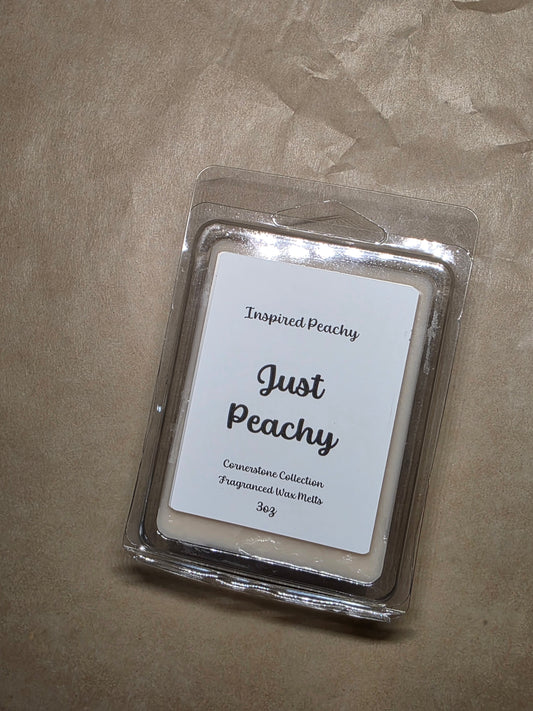 Inspired Peachy
Just
Peachy
Cornerstone Collection
Fragranced Wax Melts
3oz